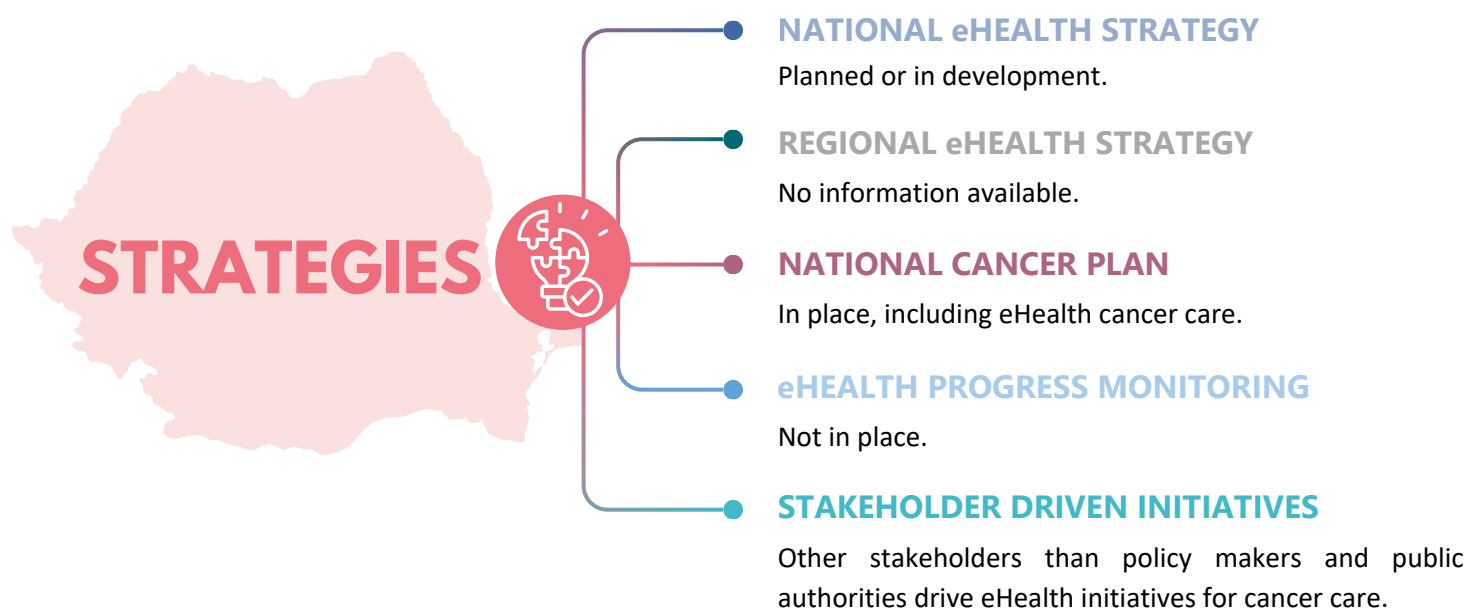 STRATEGIES
NATIONAL eHEALTH STRATEGY
Planned or in development.
REGIONAL eHEALTH STRATEGY
No information available.
NATIONAL CANCER PLAN
In place, including eHealth cancer care.
eHEALTH PROGRESS MONITORING
Not in place.
STAKEHOLDER DRIVEN INITIATIVES
Other stakeholders than policy makers and public
authorities drive eHealth initiatives for cancer care.